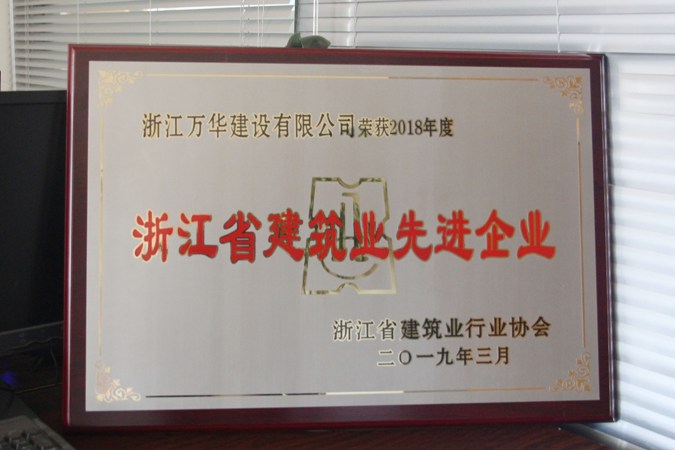 浙江万华建设有限公司荣获2018年度
浙江省建筑业先进企业
浙江省建筑业行业协会
二〇一九年三月